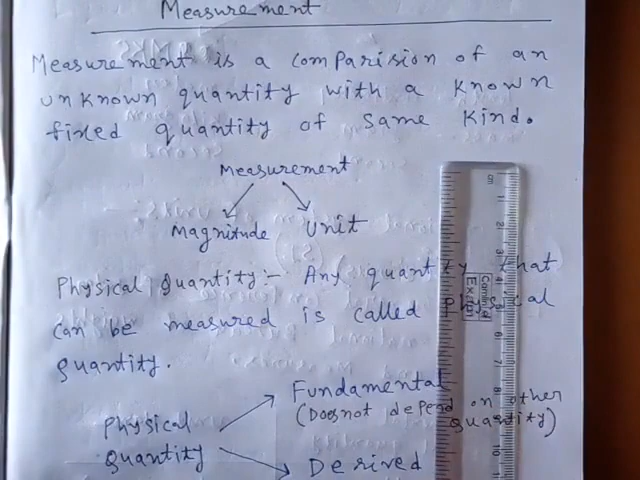 Measurement
Measurement is a comparision of an
unknown quantity with a known
fixed quantity of same kind.
Measurement
Magnitude Unit
Physical Quantity:- Any quantity that
can be measured is called physical
quantity.
Fundamental
(Does not depend on other
quantity)
Physical
Quantity
Derived